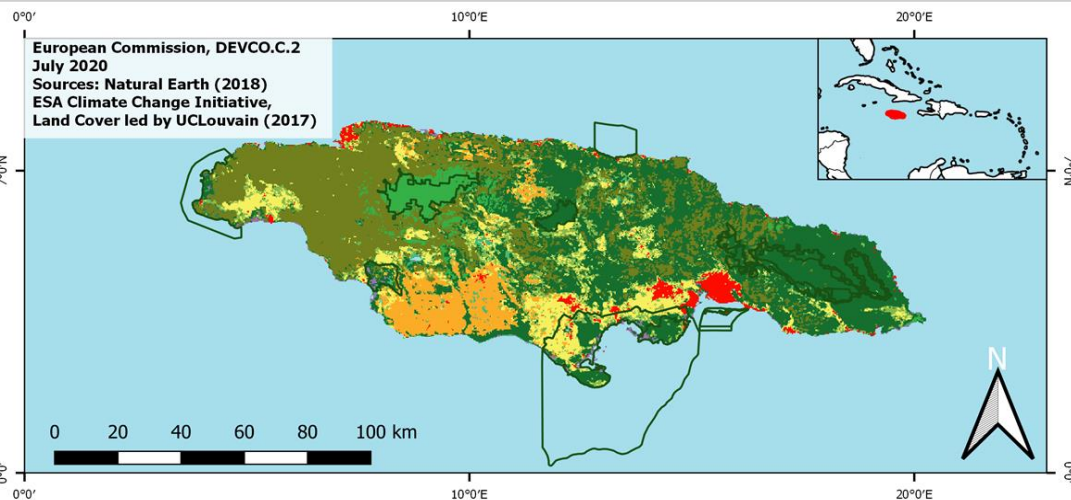 0°0′ 10°0′E 20°0′E
European Commission, DEVCO.C.2
July 2020
Sources: Natural Earth (2018)
ESA Climate Change Initiative,
Land Cover led by UCLouvain (2017)
N
0 20 40 60 80 100 km
0°0′ 10°0′E 20°0′E